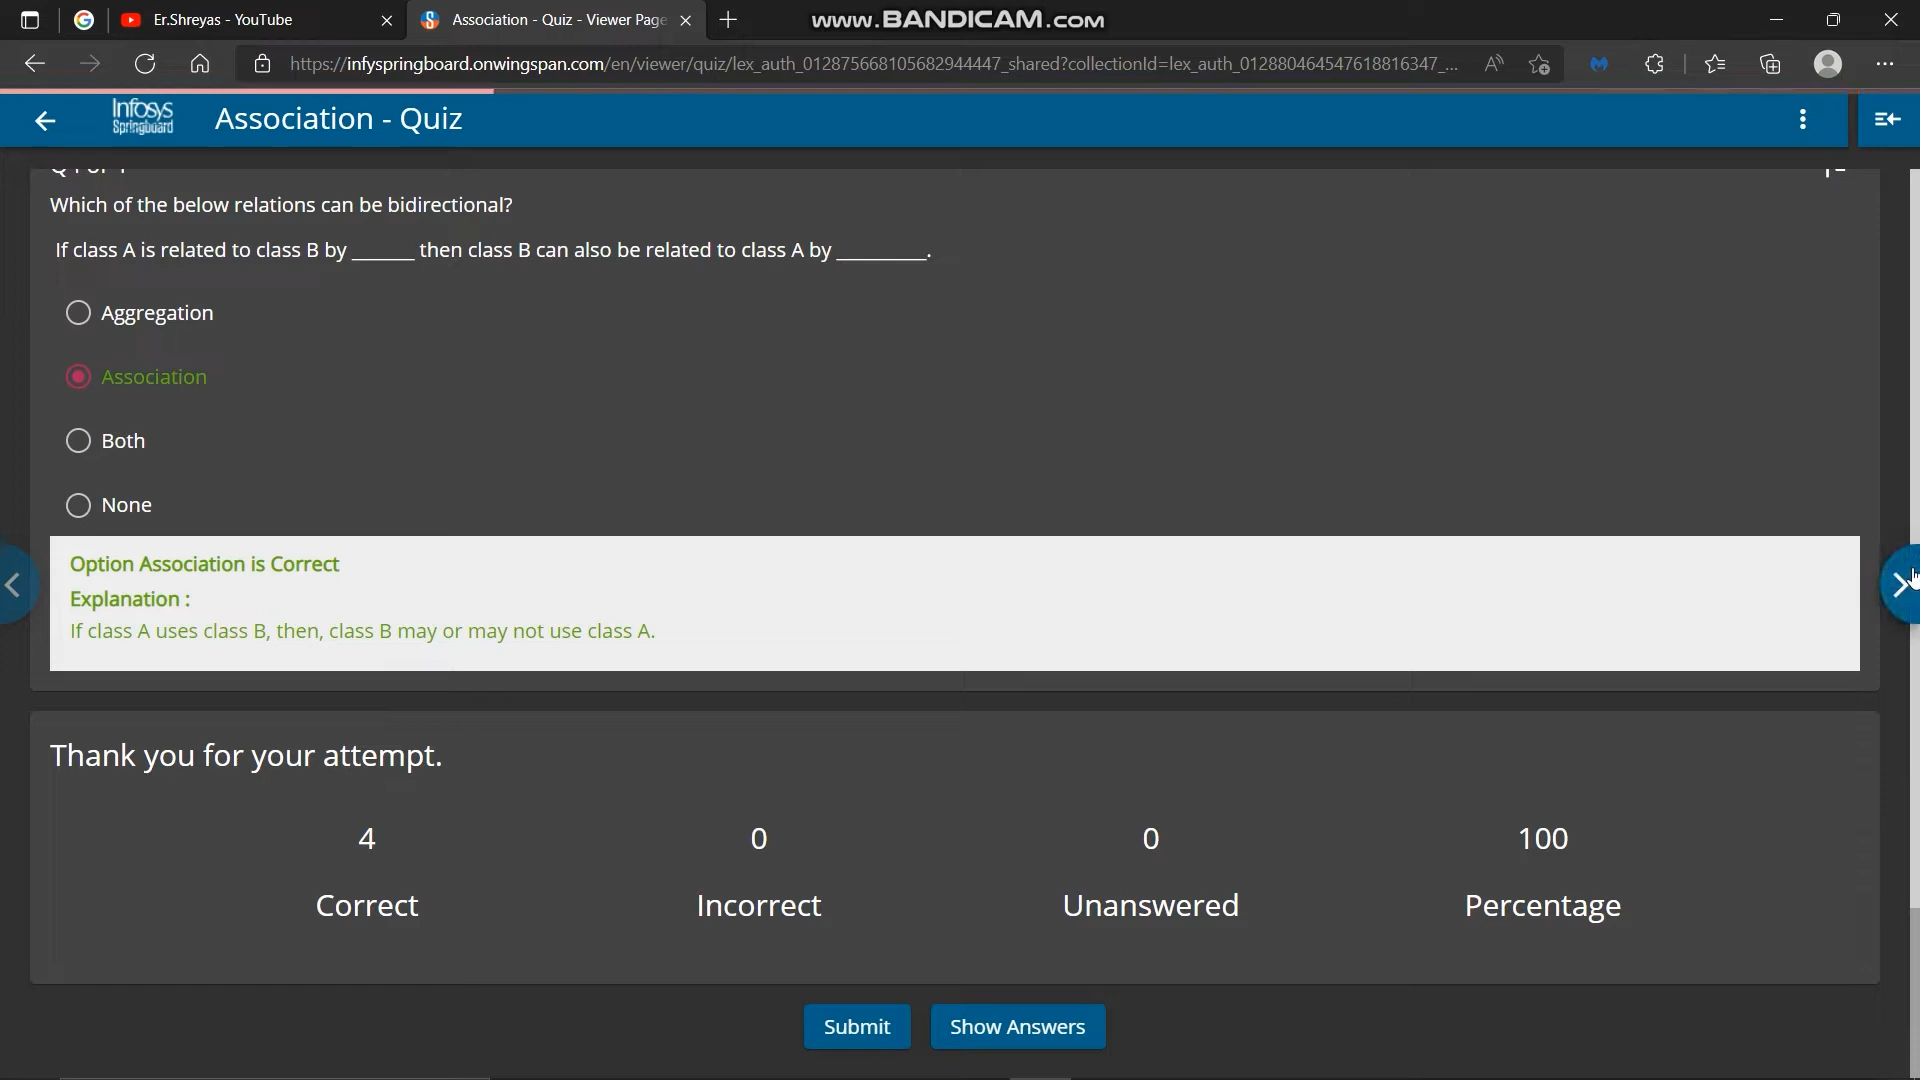 Er.Shreyas - YouTube
Association - Quiz - Viewer Page
www.BANDICAM.com
https://infyspringboard.onwingspan.com/en/viewer/quiz/lex_auth_012875668105682944447_shared?collectionId=lex_auth_012880464547618816347_...
Infosys
Springboard
Association - Quiz
Which of the below relations can be bidirectional?
If class A is related to class B by ______ then class B can also be related to class A by _________.
Aggregation
Association
Both
None
Option Association is Correct
Explanation :
If class A uses class B, then, class B may or may not use class A.
Thank you for your attempt.
4 0 0 100
Correct Incorrect Unanswered Percentage
Submit Show Answers